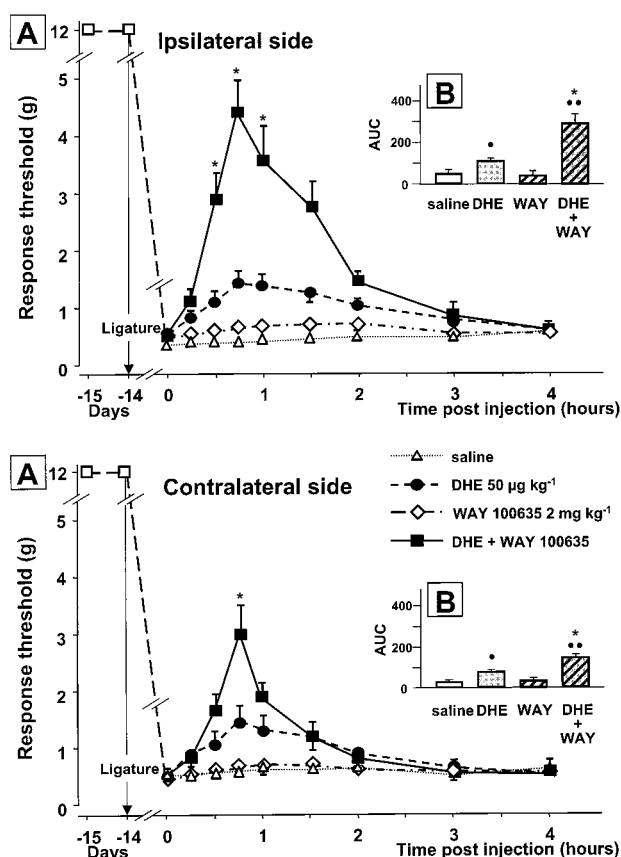 A
Ipsilateral side
Response threshold (g)
12
5
4
3
2
1
0
Ligature
-15 -14 0 1 2 3 4
Days
Time post injection (hours)
* * *
B
AUC
400
200
0
•
*
••
saline DHE WAY DHE
+
WAY
A
Contralateral side
Response threshold (g)
12
5
4
3
2
1
0
Ligature
-15 -14 0 1 2 3 4
Days
Time post injection (hours)
*
saline
DHE 50 µg kg⁻¹
WAY 100635 2 mg kg⁻¹
DHE + WAY 100635
B
AUC
400
200
0
•
*
••
saline DHE WAY DHE
+
WAY